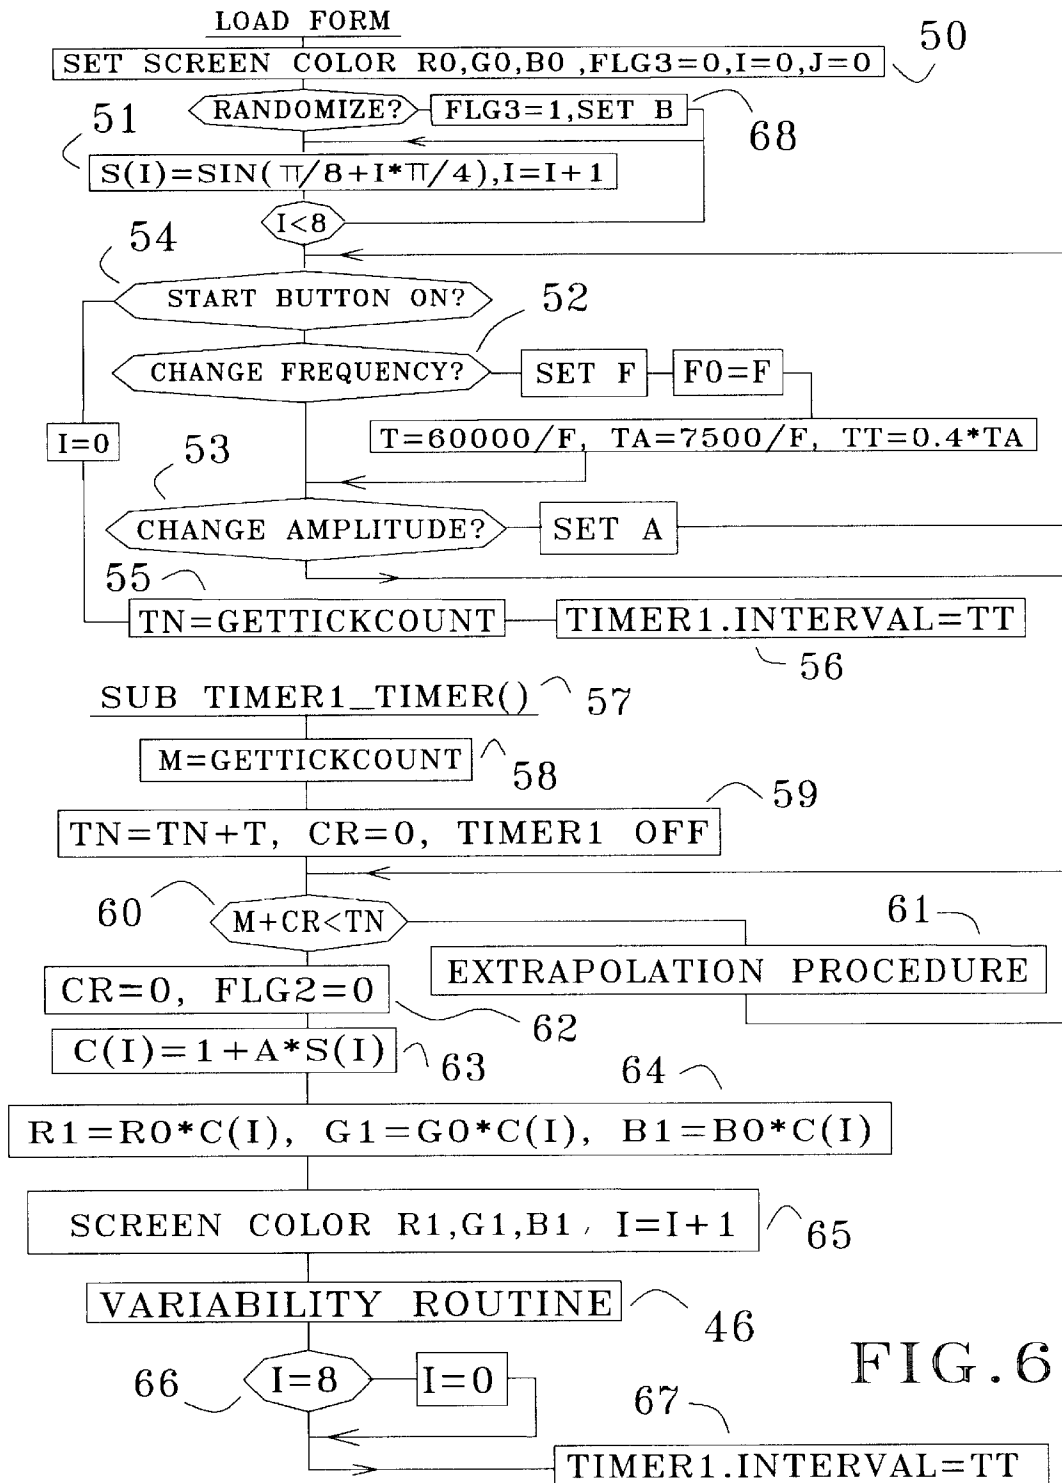 LOAD FORM
SET SCREEN COLOR R0,G0,B0 ,FLG3=0,I=0,J=0
50
RANDOMIZE?
FLG3=1,SET B
68
51
S(I)=SIN(π/8+I*π/4),I=I+1
I<8
54
START BUTTON ON?
52
CHANGE FREQUENCY?
SET F
F0=F
I=0
T=60000/F, TA=7500/F, TT=0.4*TA
53
CHANGE AMPLITUDE?
SET A
55
TN=GETTICKCOUNT
TIMER1.INTERVAL=TT
56
SUB TIMER1_TIMER()
57
M=GETTICKCOUNT
58
59
TN=TN+T, CR=0, TIMER1 OFF
60
M+CR<TN
61
EXTRAPOLATION PROCEDURE
CR=0, FLG2=0
62
C(I)=1+A*S(I)
63
64
R1=R0*C(I), G1=G0*C(I), B1=B0*C(I)
SCREEN COLOR R1,G1,B1, I=I+1
65
VARIABILITY ROUTINE
46
FIG.6
66
I=8
I=0
67
TIMER1.INTERVAL=TT